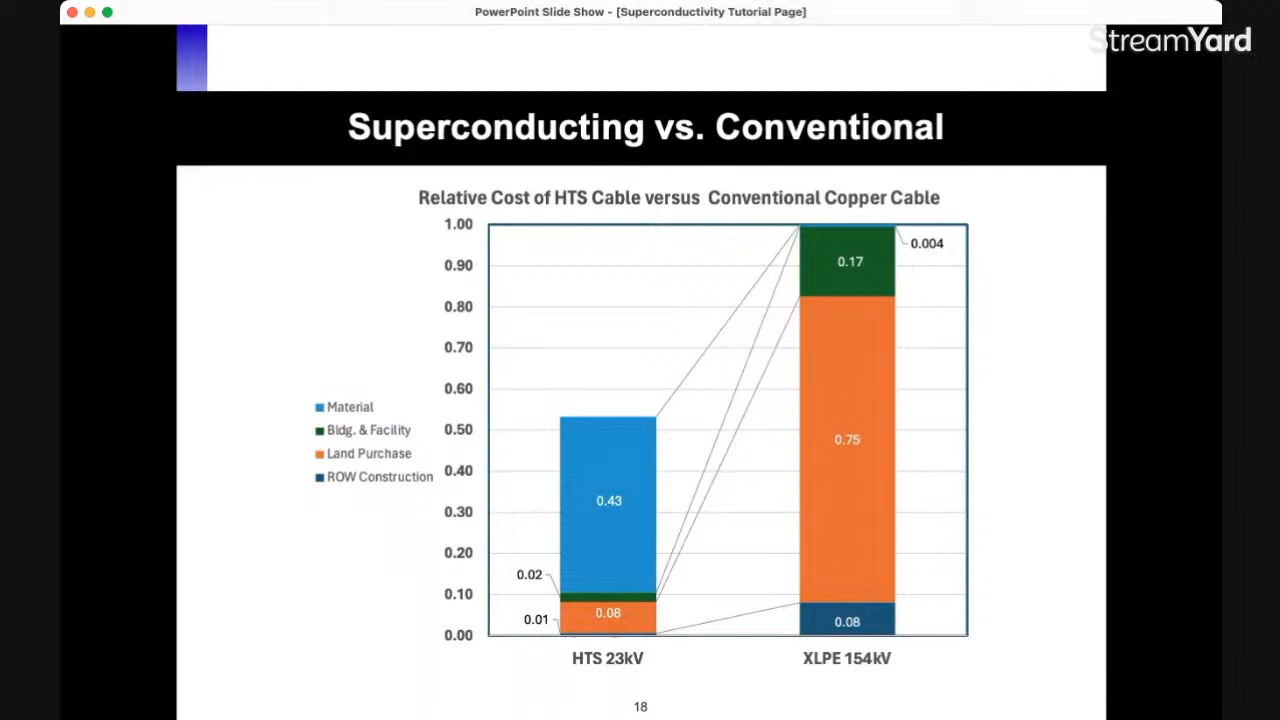 PowerPoint Slide Show - [Superconductivity Tutorial Page]
StreamYard
Superconducting vs. Conventional
Relative Cost of HTS Cable versus Conventional Copper Cable
1.00
0.90
0.80
0.70
0.60
0.50
0.40
0.30
0.20
0.10
0.00
Material
Bldg. & Facility
Land Purchase
ROW Construction
0.43
0.02
0.08
0.01
0.004
0.17
0.75
0.08
HTS 23kV
XLPE 154kV
18